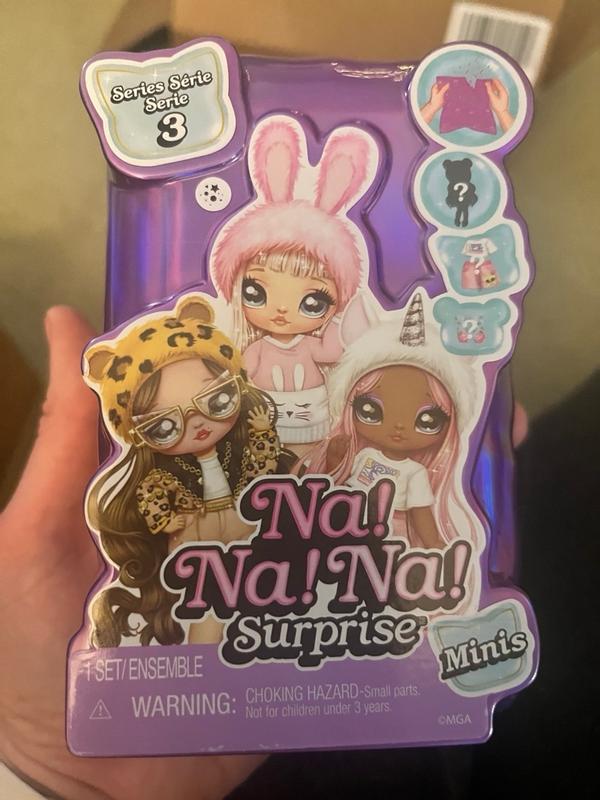 Series Série
Serie
3
?
?
?
Na!
Na! Na!
Surprise
Minis
1 SET/ENSEMBLE
WARNING: CHOKING HAZARD-Small parts.
Not for children under 3 years.
©MGA